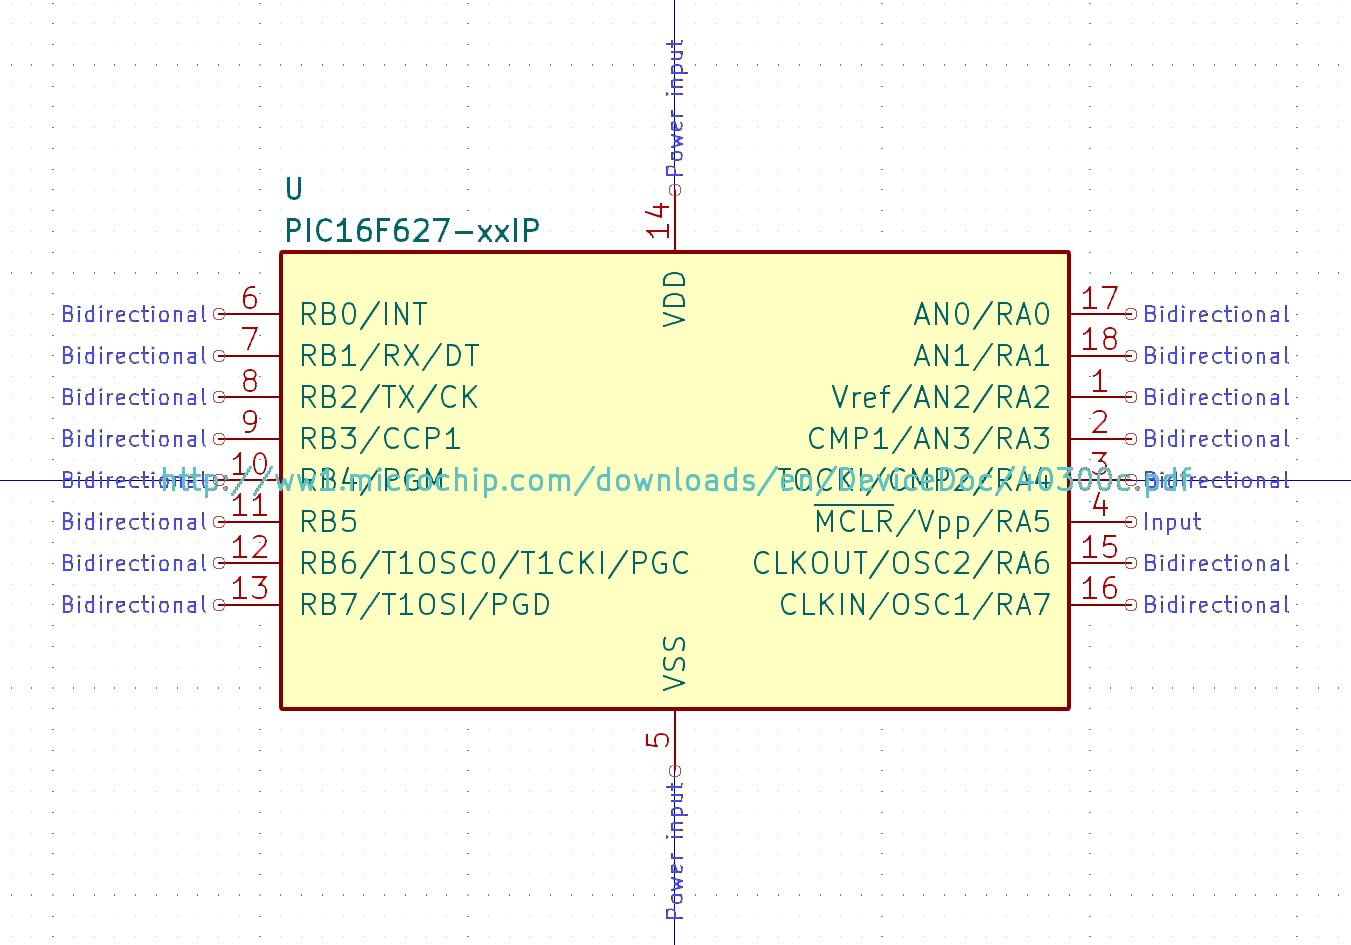 Power input
14
U
PIC16F627-xxIP
VDD
Bidirectional 6 RB0/INT AN0/RA0 17 Bidirectional
Bidirectional 7 RB1/RX/DT AN1/RA1 18 Bidirectional
Bidirectional 8 RB2/TX/CK Vref/AN2/RA2 1 Bidirectional
Bidirectional 9 RB3/CCP1 CMP1/AN3/RA3 2 Bidirectional
Bidirectional 10 RB4/PGM TOCKI/CMP2/RA4 3 Bidirectional
http://ww1.microchip.com/downloads/en/DeviceDoc/40300c.pdf
Bidirectional 11 RB5 MCLR/Vpp/RA5 4 Input
Bidirectional 12 RB6/T1OSC0/T1CKI/PGC CLKOUT/OSC2/RA6 15 Bidirectional
Bidirectional 13 RB7/T1OSI/PGD CLKIN/OSC1/RA7 16 Bidirectional
VSS
5
Power input